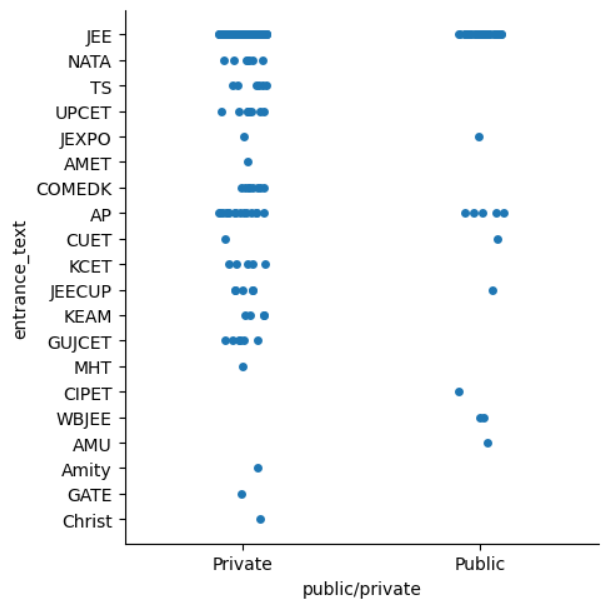 JEE
NATA
TS
UPCET
JEXPO
AMET
COMEDK
AP
CUET
KCET
JEECUP
KEAM
GUJCET
MHT
CIPET
WBJEE
AMU
Amity
GATE
Christ
entrance_text
Private
Public
public/private